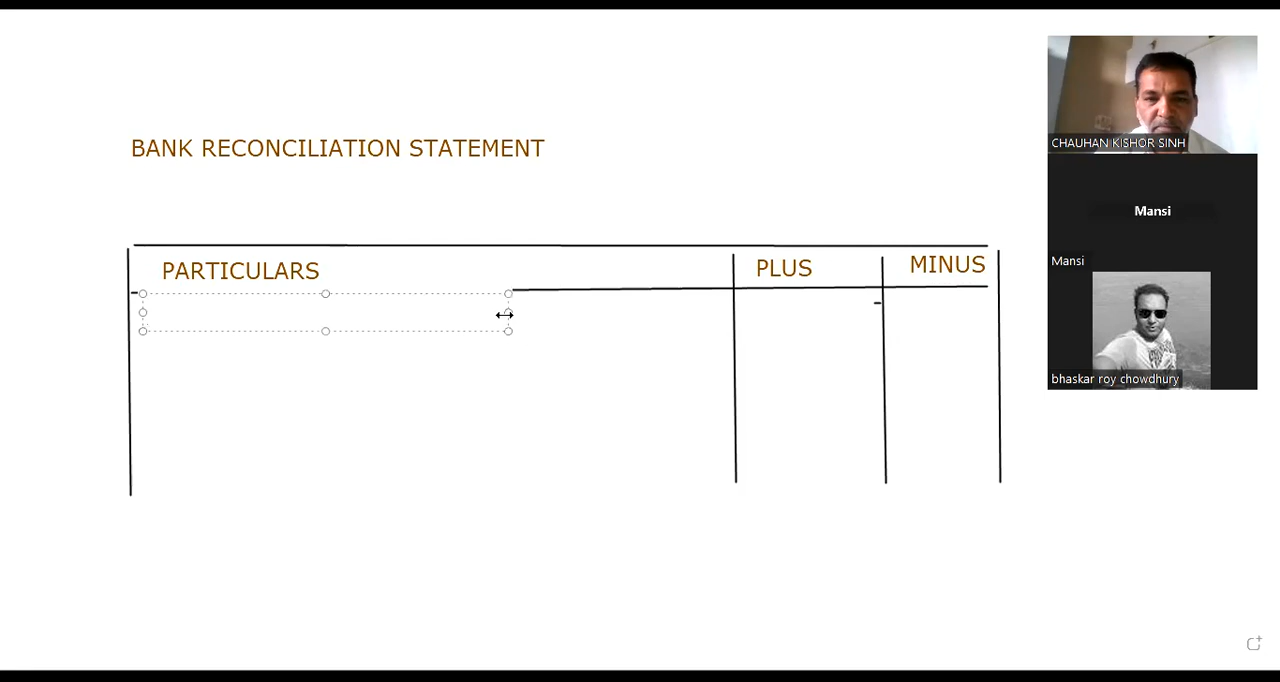 BANK RECONCILIATION STATEMENT
PARTICULARS
PLUS
MINUS
CHAUHAN KISHOR SINH
Mansi
Mansi
bhaskar roy chowdhury